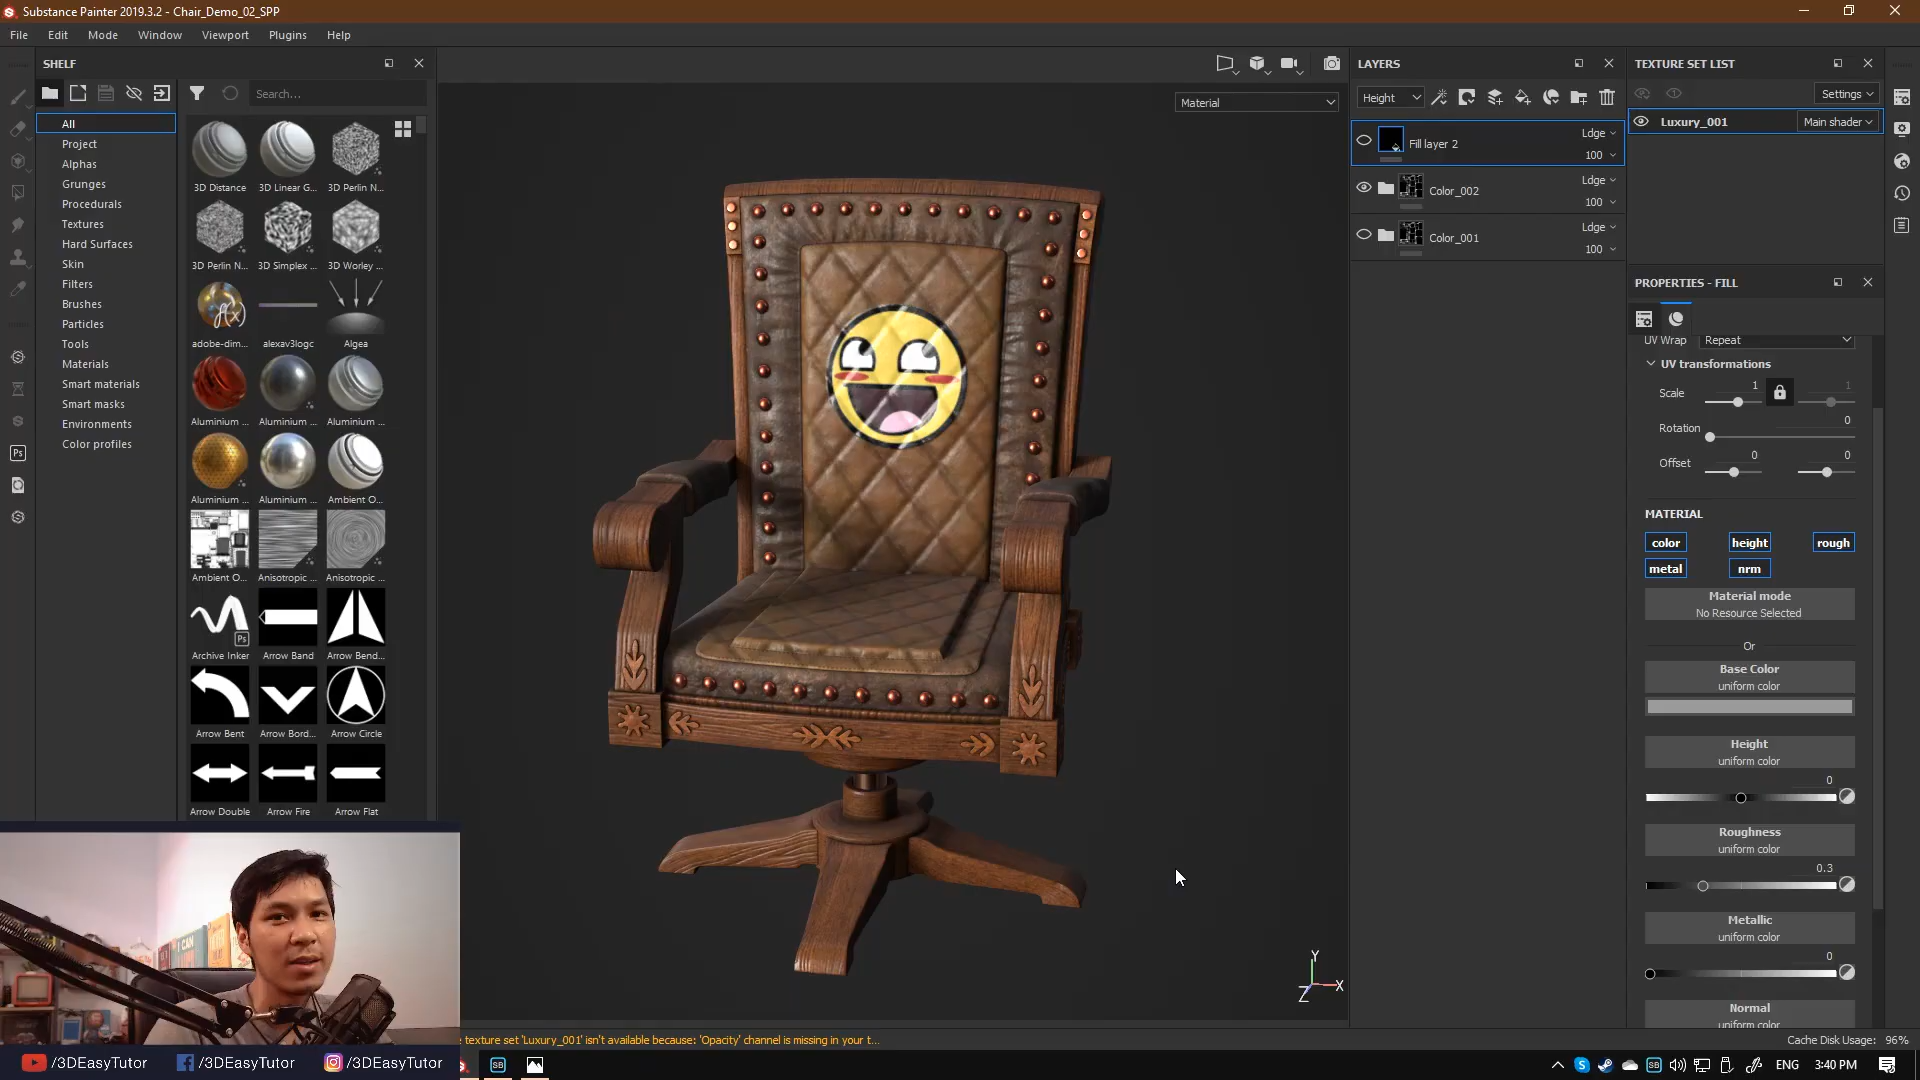 Substance Painter 2019.3.2 - Chair_Demo_02_SPP
File Edit Mode Window Viewport Plugins Help
SHELF
Search...
All
Project
Alphas
Grunges
Procedurals
Textures
Hard Surfaces
Skin
Filters
Brushes
Particles
Tools
Materials
Smart materials
Smart masks
Environments
Color profiles
3D Distance 3D Linear G... 3D Perlin N...
3D Perlin N... 3D Simplex ... 3D Worley ...
adobe-dim... alexav3logc Algea
Aluminium ... Aluminium ... Aluminium ...
Aluminium ... Aluminium ... Ambient O...
Ambient O... Anisotropic ... Anisotropic ...
Ps
Archive Inker Arrow Band Arrow Bend...
Arrow Bent Arrow Bord... Arrow Circle
Arrow Double Arrow Fire Arrow Flat
Ps
Material
Y
X
Z
LAYERS
Height
Fill layer 2 Ldge
100
Color_002 Ldge
100
Color_001 Ldge
100
TEXTURE SET LIST
Settings
Luxury_001 Main shader
PROPERTIES - FILL
UV Wrap Repeat
UV transformations
Scale 1 1
Rotation 0
Offset 0 0
MATERIAL
color height rough
metal nrm
Material mode
No Resource Selected
Or
Base Color
uniform color
Height
uniform color
0
Roughness
uniform color
0.3
Metallic
uniform color
0
Normal
uniform color
I CAN
texture set 'Luxury_001' isn't available because: 'Opacity' channel is missing in your t...
Cache Disk Usage: 96%
/3DEasyTutor /3DEasyTutor /3DEasyTutor
SB
SB
ENG 3:40 PM